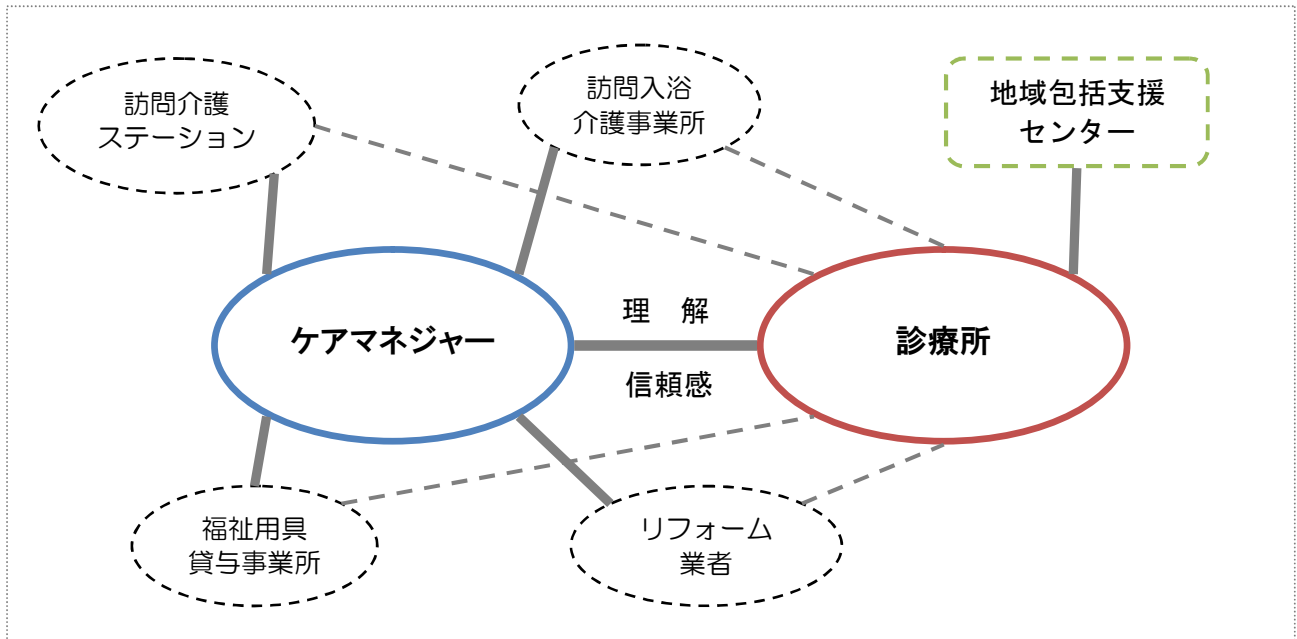 訪問介護
ステーション
訪問入浴
介護事業所
地域包括支援
センター
ケアマネジャー
理　解
信頼感
診療所
福祉用具
貸与事業所
リフォーム
業者